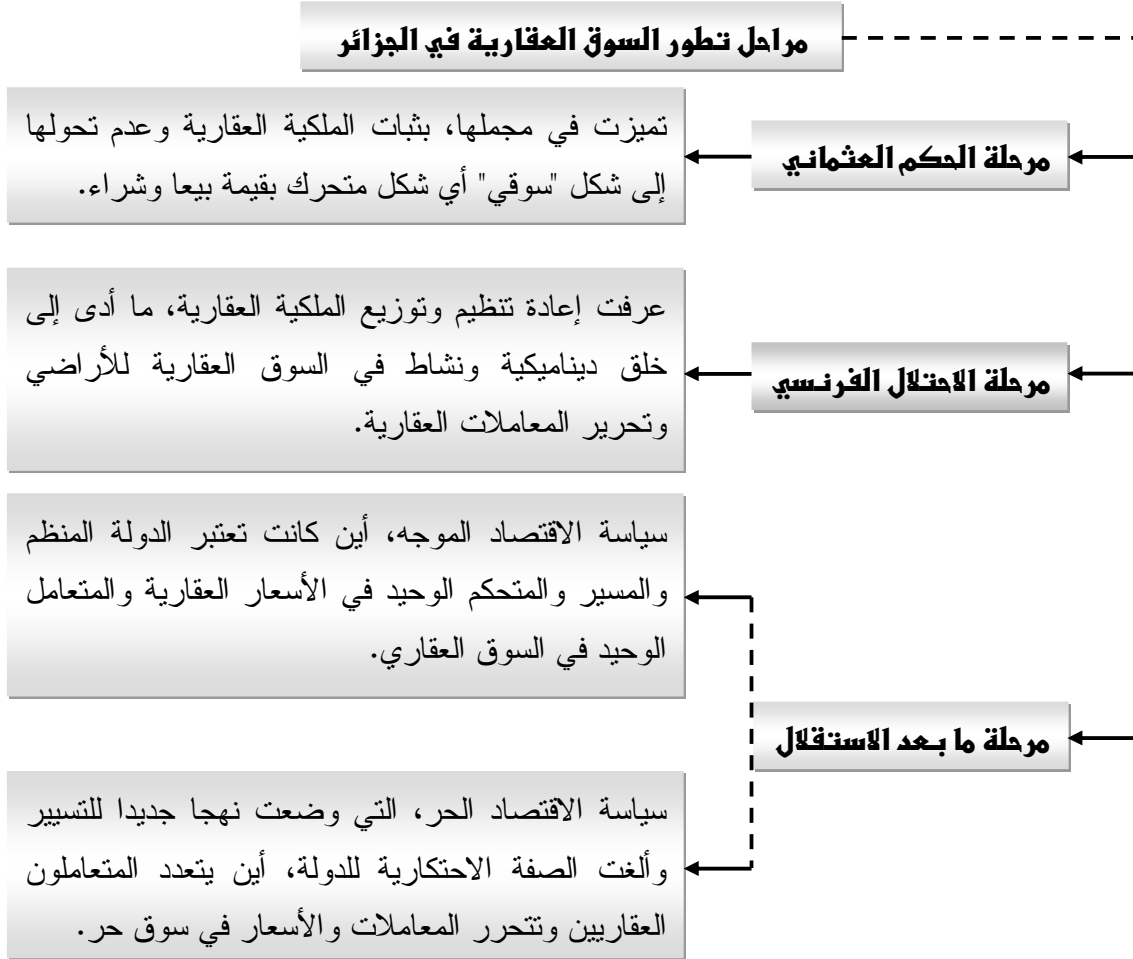 مراحل تطور السوق العقارية في الجزائر
مرحلة الحكم العثماني
تميزت في مجملها، بثبات الملكية العقارية وعدم تحولها
إلى شكل "سوقي" أي شكل متحرك بقيمة بيعا وشراء.
مرحلة الاحتلال الفرنسي
عرفت إعادة تنظيم وتوزيع الملكية العقارية، ما أدى إلى
خلق ديناميكية ونشاط في السوق العقارية للأراضي
وتحرير المعاملات العقارية.
مرحلة ما بعد الاستقلال
سياسة الاقتصاد الموجه، أين كانت تعتبر الدولة المنظم
والمسير والمتحكم الوحيد في الأسعار العقارية والمتعامل
الوحيد في السوق العقاري.
سياسة الاقتصاد الحر، التي وضعت نهجا جديدا للتسيير
وألغت الصفة الاحتكارية للدولة، أين يتعدد المتعاملون
العقاريين وتتحرر المعاملات والأسعار في سوق حر.